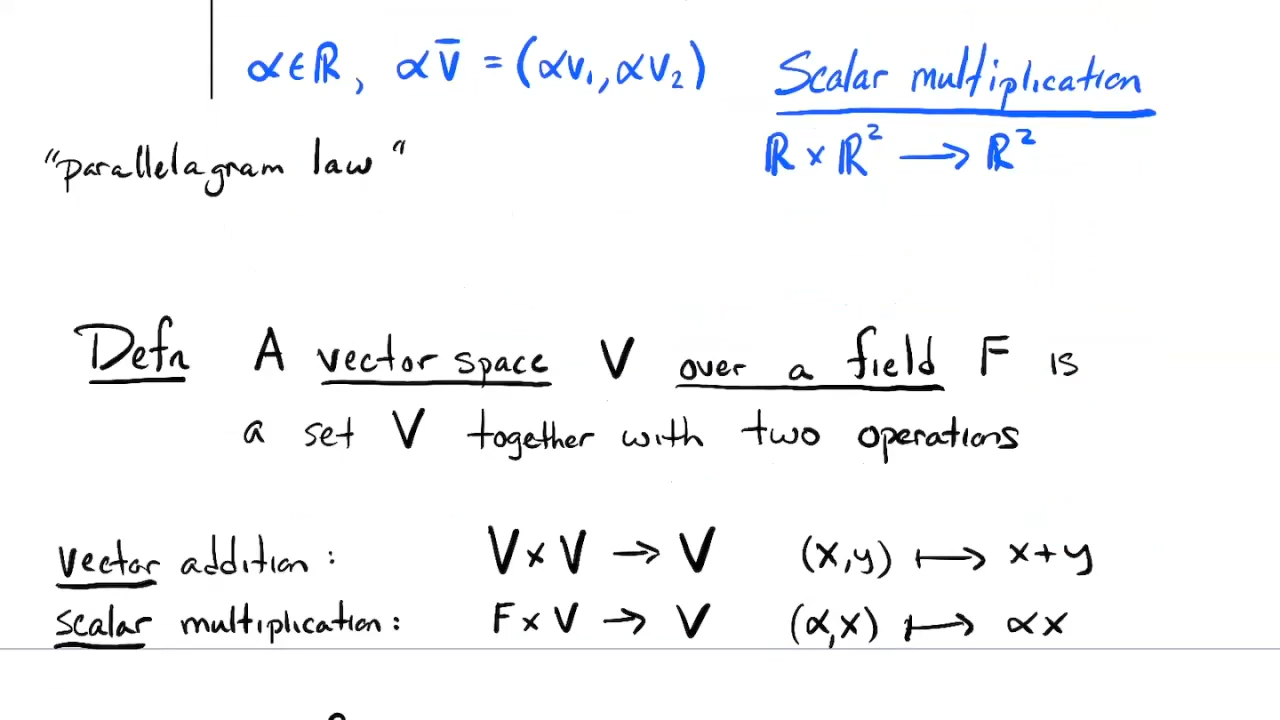 α∈ℝ, αv̄ = (αv₁, αv₂) Scalar multiplication
ℝ × ℝ² → ℝ²
"parallelagram law"
Defn A vector space V over a field F is
a set V together with two operations
vector addition: V × V → V (x,y) ↦ x+y
scalar multiplication: F × V → V (α,x) ↦ αx